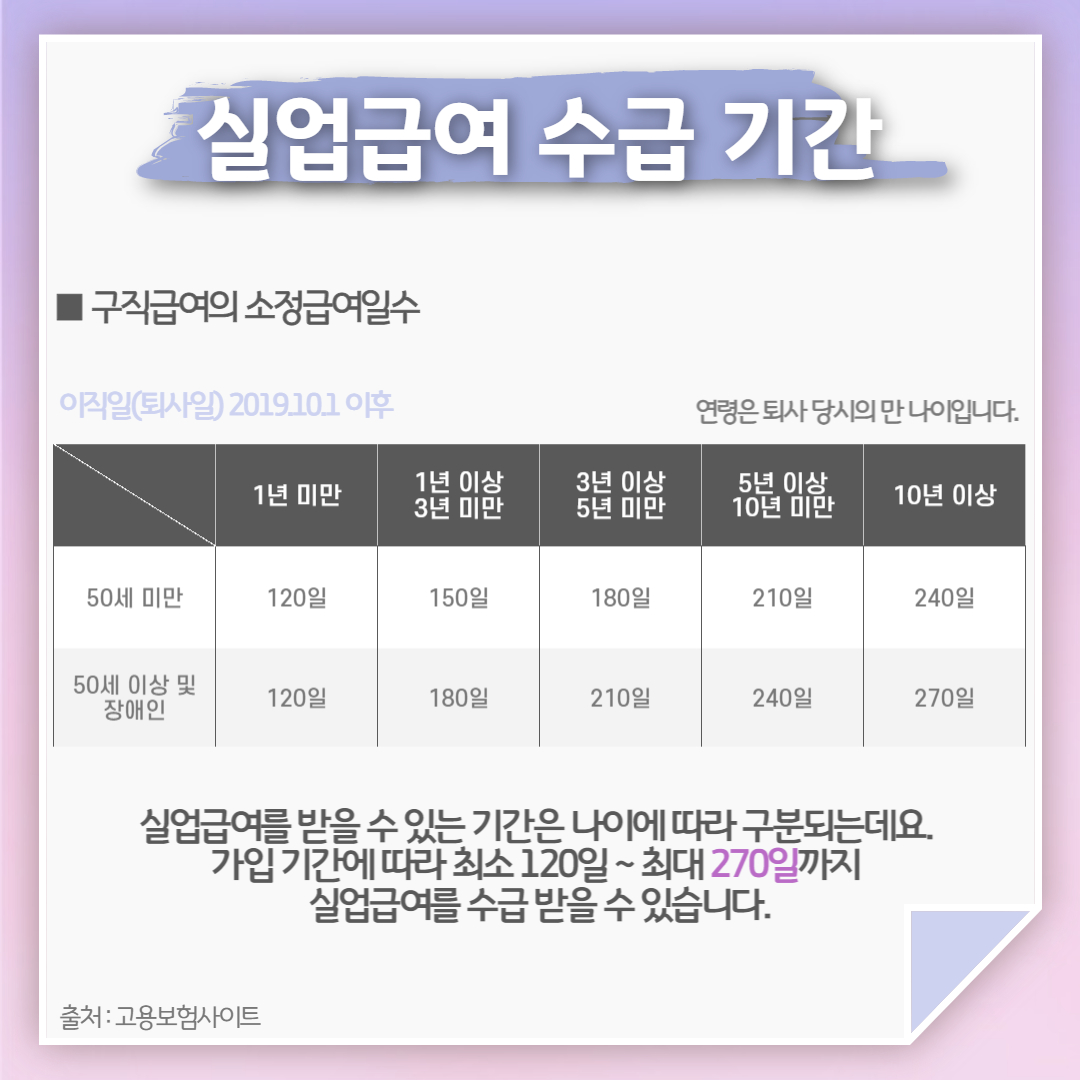 실업급여 수급 기간
■ 구직급여의 소정급여일수
이직일(퇴사일) 2019.10.1 이후
연령은 퇴사 당시의 만 나이입니다.
1년 미만
1년 이상
3년 미만
3년 이상
5년 미만
5년 이상
10년 미만
10년 이상
50세 미만
120일
150일
180일
210일
240일
50세 이상 및
장애인
120일
180일
210일
240일
270일
실업급여를 받을 수 있는 기간은 나이에 따라 구분되는데요.
가입 기간에 따라 최소 120일 ~ 최대 270일까지
실업급여를 수급 받을 수 있습니다.
출처 : 고용보험사이트